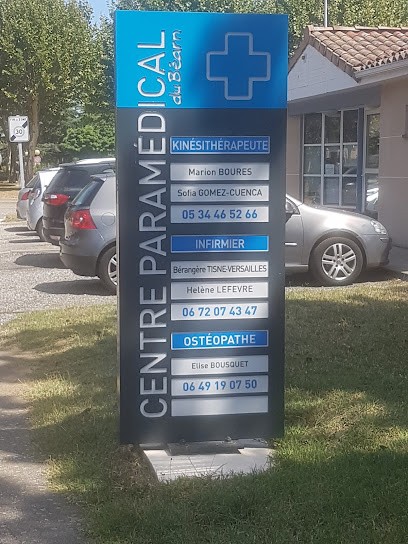 CENTRE PARAMÉDICAL
du Béarn
KINÉSITHÉRAPEUTE
Marion BOURES
Sofia GOMEZ-CUENCA
05 34 46 52 66
INFIRMIER
Bérangère TISNE-VERSAILLES
Helène LEFEVRE
06 72 07 43 47
OSTÉOPATHE
Elise BOUSQUET
06 49 19 07 50
30